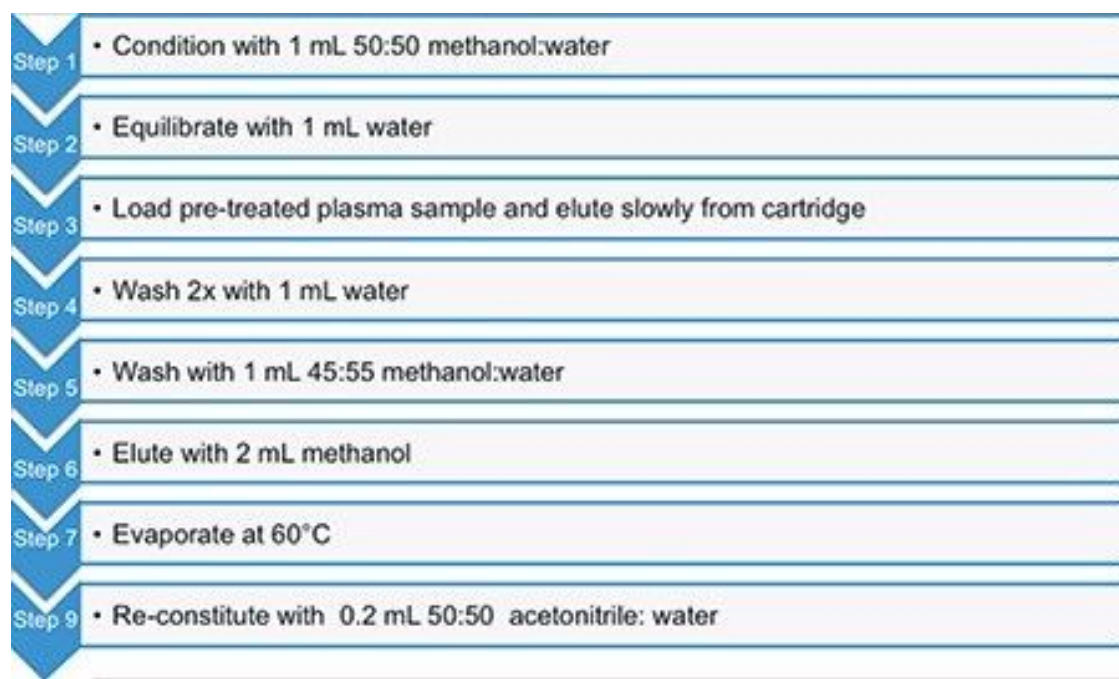 Step 1 • Condition with 1 mL 50:50 methanol:water
Step 2 • Equilibrate with 1 mL water
Step 3 • Load pre-treated plasma sample and elute slowly from cartridge
Step 4 • Wash 2x with 1 mL water
Step 5 • Wash with 1 mL 45:55 methanol:water
Step 6 • Elute with 2 mL methanol
Step 7 • Evaporate at 60°C
Step 9 • Re-constitute with 0.2 mL 50:50 acetonitrile: water